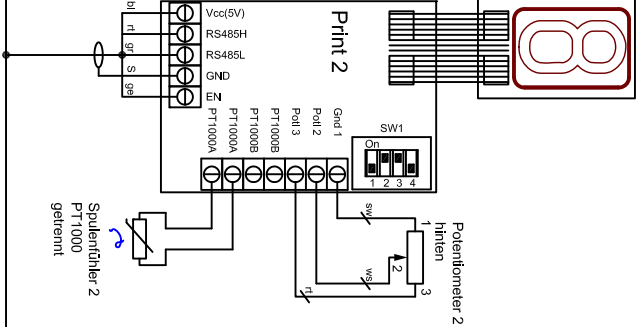 bl
Vcc(5V)
rt
RS485H
gr
RS485L
S
GND
ge
EN
Print 2
SW1
On
1 2 3 4
PT1000A
PT1000A
PT1000B
PT1000B
Poti 3
Poti 2
Gnd 1
sw
ws
rt
1
2
3
Potentiometer 2
hinten
Spulenfühler 2
PT1000
getrennt
8